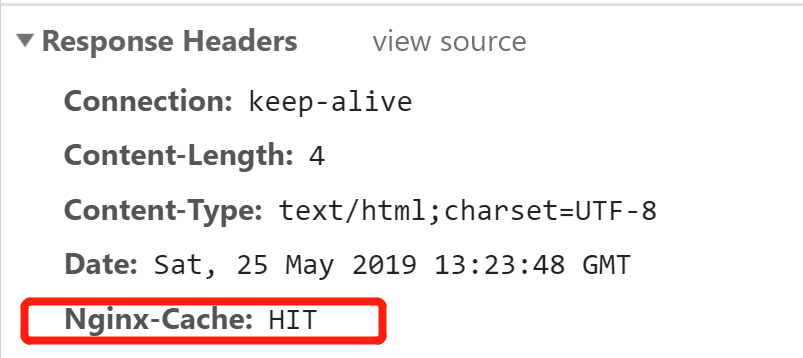 Response Headers view source
Connection: keep-alive
Content-Length: 4
Content-Type: text/html;charset=UTF-8
Date: Sat, 25 May 2019 13:23:48 GMT
Nginx-Cache: HIT